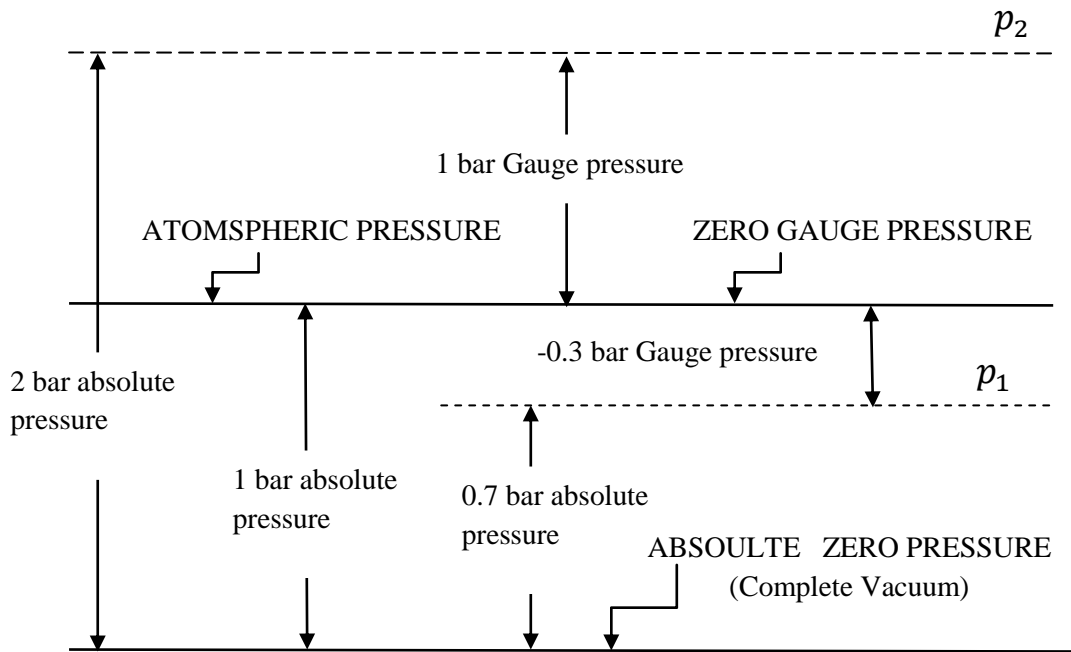 p₂
1 bar Gauge pressure
ATOMSPHERIC PRESSURE
ZERO GAUGE PRESSURE
-0.3 bar Gauge pressure
2 bar absolute
pressure
p₁
1 bar absolute
pressure
0.7 bar absolute
pressure
ABSOULTE ZERO PRESSURE
(Complete Vacuum)